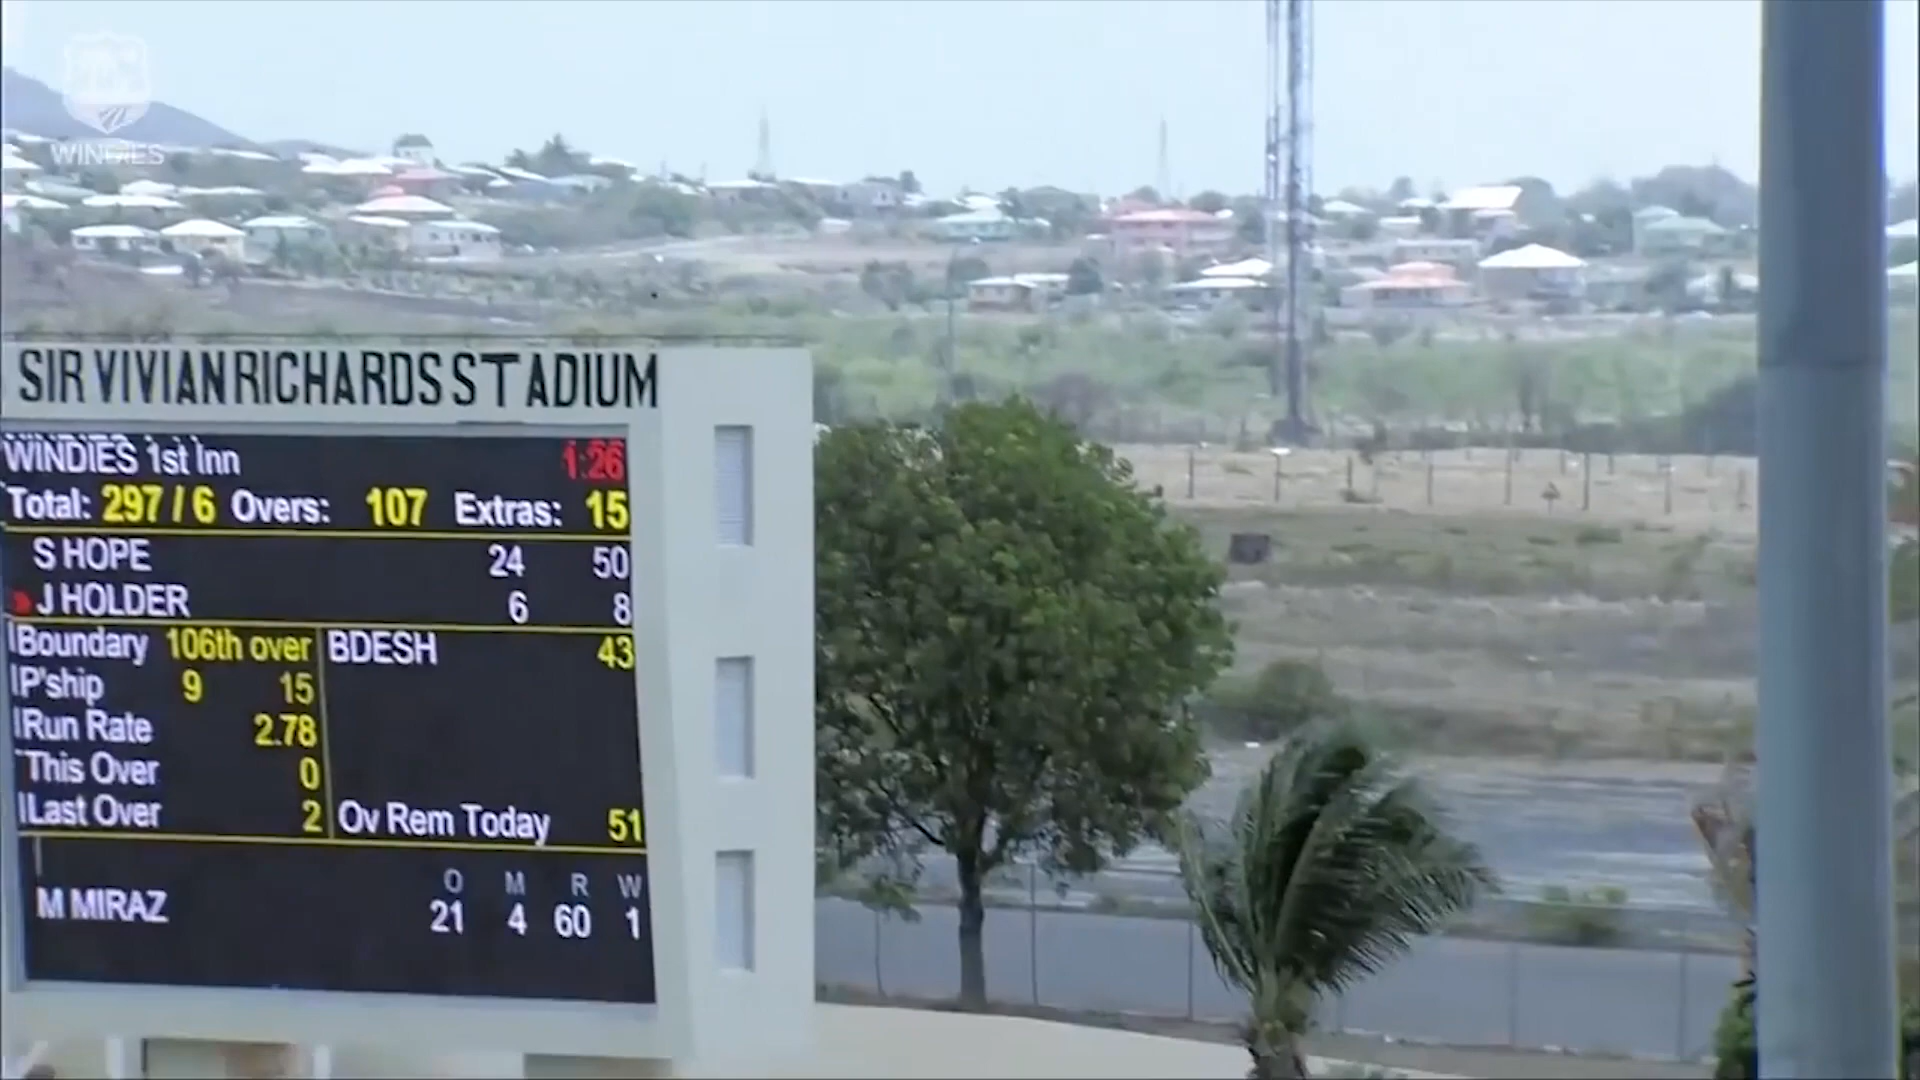 WINDIES
SIR VIVIAN RICHARDS STADIUM
WINDIES 1st Inn 1:26
Total: 297 / 6 Overs: 107 Extras: 15
S HOPE 24 50
J HOLDER 6 8
Boundary 106th over BDESH 43
P'ship 9 15
Run Rate 2.78
This Over 0
Last Over 2 Ov Rem Today 51
O M R W
M MIRAZ 21 4 60 1